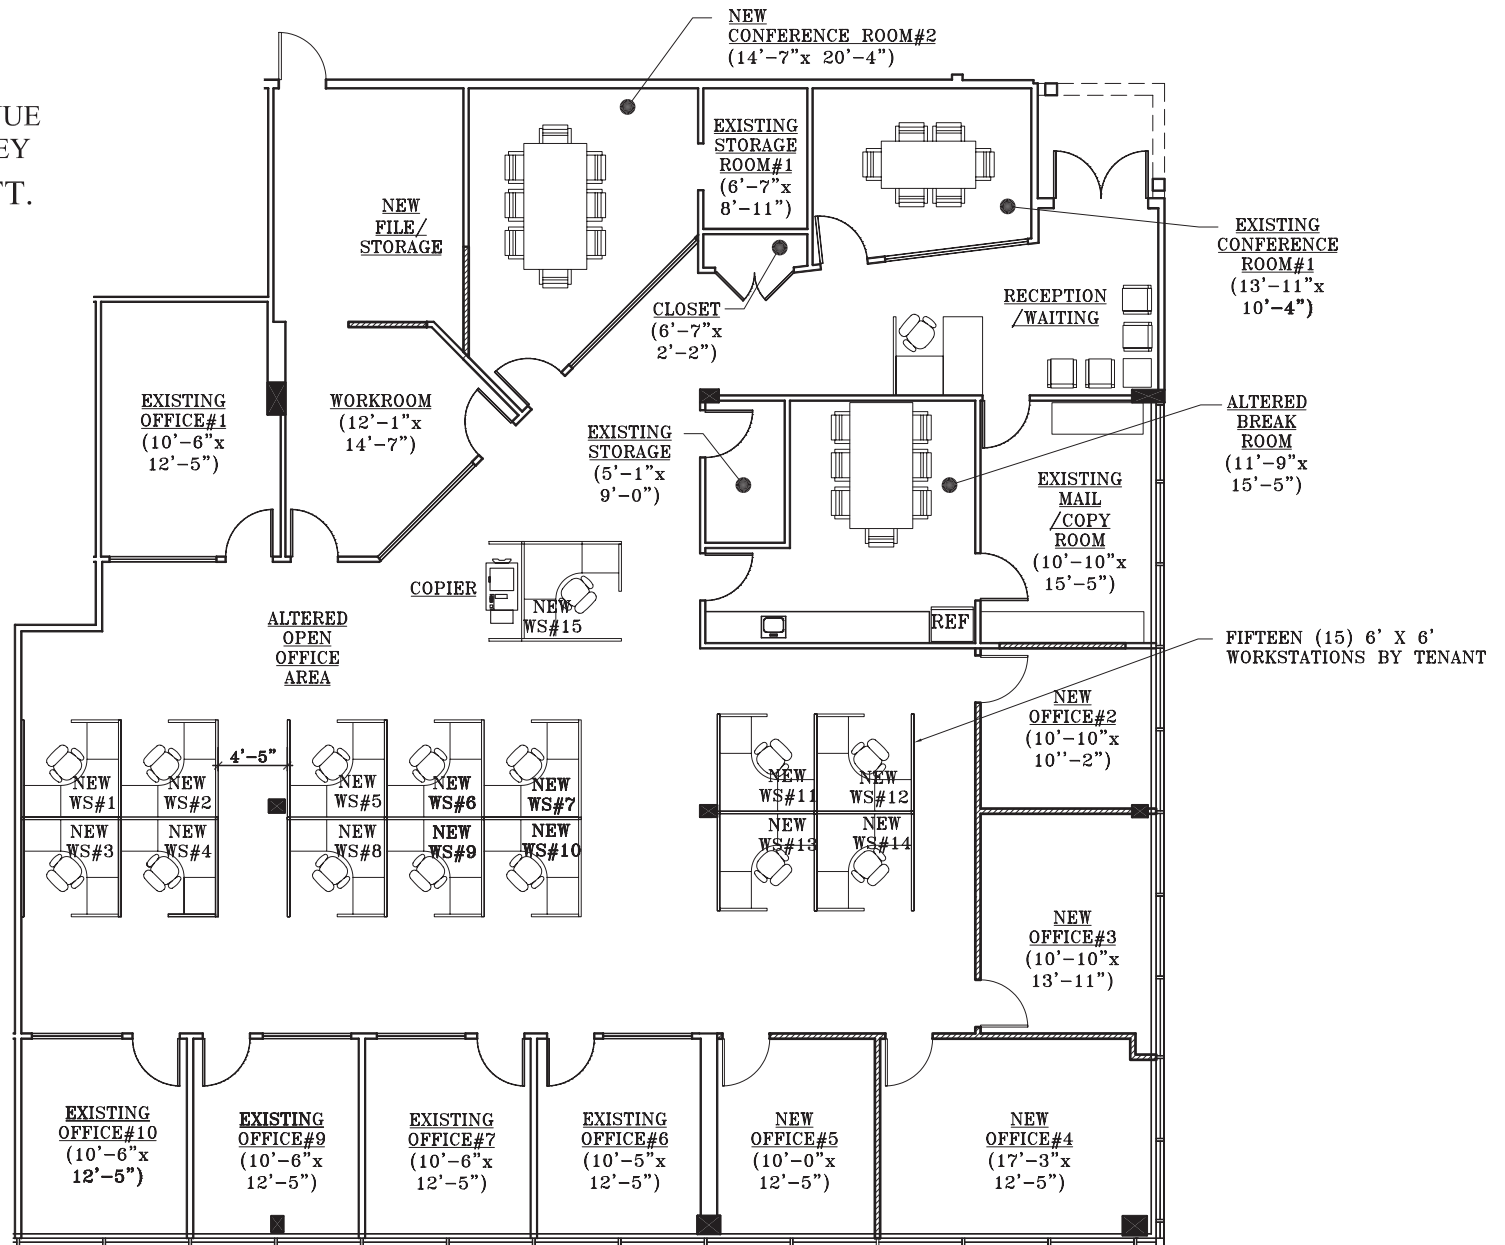 UE
EY
T.
NEW
CONFERENCE ROOM#2
(14'-7"x 20'-4")
EXISTING
STORAGE
ROOM#1
(6'-7"x
8'-11")
NEW
FILE/
STORAGE
EXISTING
CONFERENCE
ROOM#1
(13'-11"x
10'-4")
RECEPTION
/WAITING
CLOSET
(6'-7"x
2'-2")
EXISTING
OFFICE#1
(10'-6"x
12'-5")
WORKROOM
(12'-1"x
14'-7")
EXISTING
STORAGE
(5'-1"x
9'-0")
ALTERED
BREAK
ROOM
(11'-9"x
15'-5")
EXISTING
MAIL
/COPY
ROOM
(10'-10"x
15'-5")
COPIER
NEW
WS#15
REF
ALTERED
OPEN
OFFICE
AREA
FIFTEEN (15) 6' X 6'
WORKSTATIONS BY TENANT
NEW
OFFICE#2
(10'-10"x
10''-2")
4'-5"
NEW
WS#1
NEW
WS#2
NEW
WS#5
NEW
WS#6
NEW
WS#7
NEW
WS#11
NEW
WS#12
NEW
WS#3
NEW
WS#4
NEW
WS#8
NEW
WS#9
NEW
WS#10
NEW
WS#13
NEW
WS#14
NEW
OFFICE#3
(10'-10"x
13'-11")
EXISTING
OFFICE#10
(10'-6"x
12'-5")
EXISTING
OFFICE#9
(10'-6"x
12'-5")
EXISTING
OFFICE#7
(10'-6"x
12'-5")
EXISTING
OFFICE#6
(10'-5"x
12'-5")
NEW
OFFICE#5
(10'-0"x
12'-5")
NEW
OFFICE#4
(17'-3"x
12'-5")